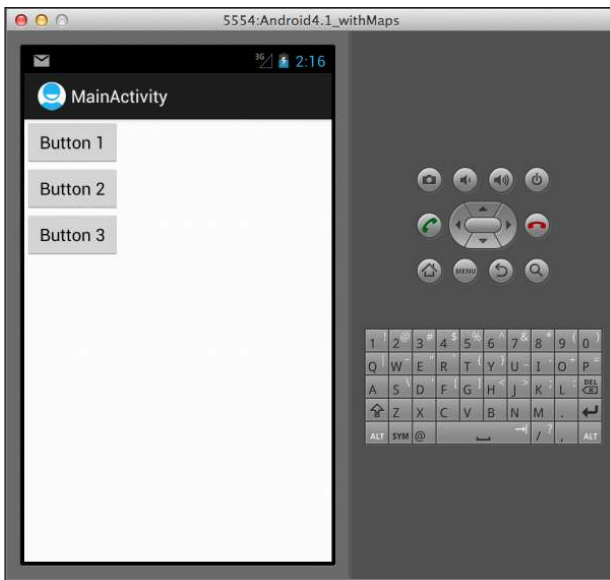 5554:Android4.1_withMaps
3G 2:16
MainActivity
Button 1
Button 2
Button 3
MENU
1 ! 2 @ 3 # 4 $ 5 % 6 ^ 7 & 8 * 9 ( 0 )
Q | W ~ E " R ` T { Y } U _ I - O + P =
A S \ D ' F [ G ] H < J > K ; L : DEL
Z X C V B N M .
ALT SYM @ / ? , ALT